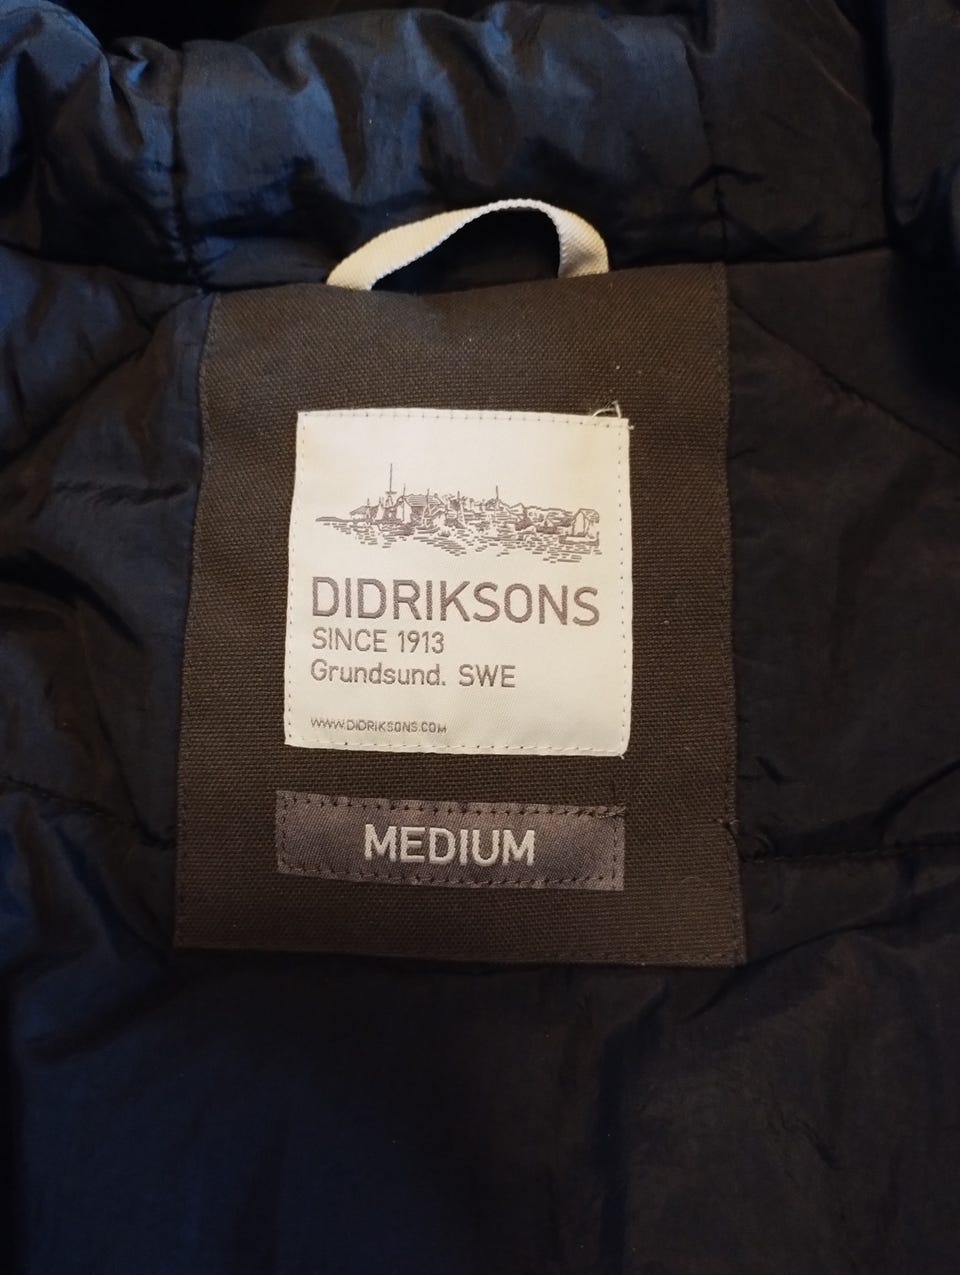 DIDRIKSONS
SINCE 1913
Grundsund. SWE
WWW.DIDRIKSONS.COM
MEDIUM